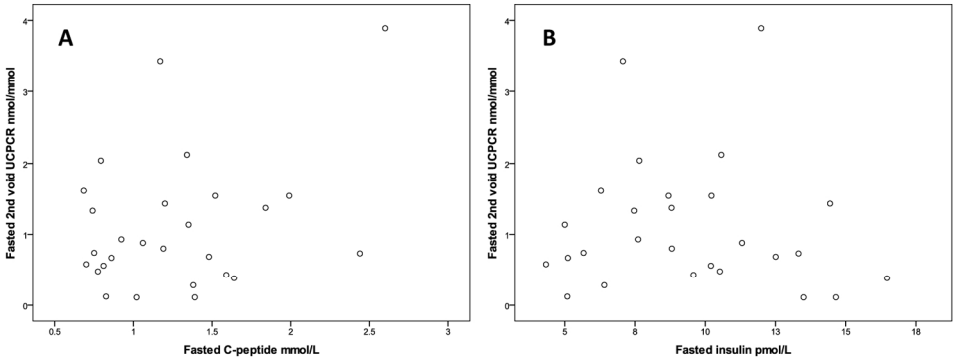 A
Fasted 2nd void UCPCR nmol/mmol
4
3
2
1
0
0.5 1 1.5 2 2.5 3
Fasted C-peptide mmol/L
B
Fasted 2nd void UCPCR nmol/mmol
4
3
2
1
0
5 8 10 13 15 18
Fasted insulin pmol/L